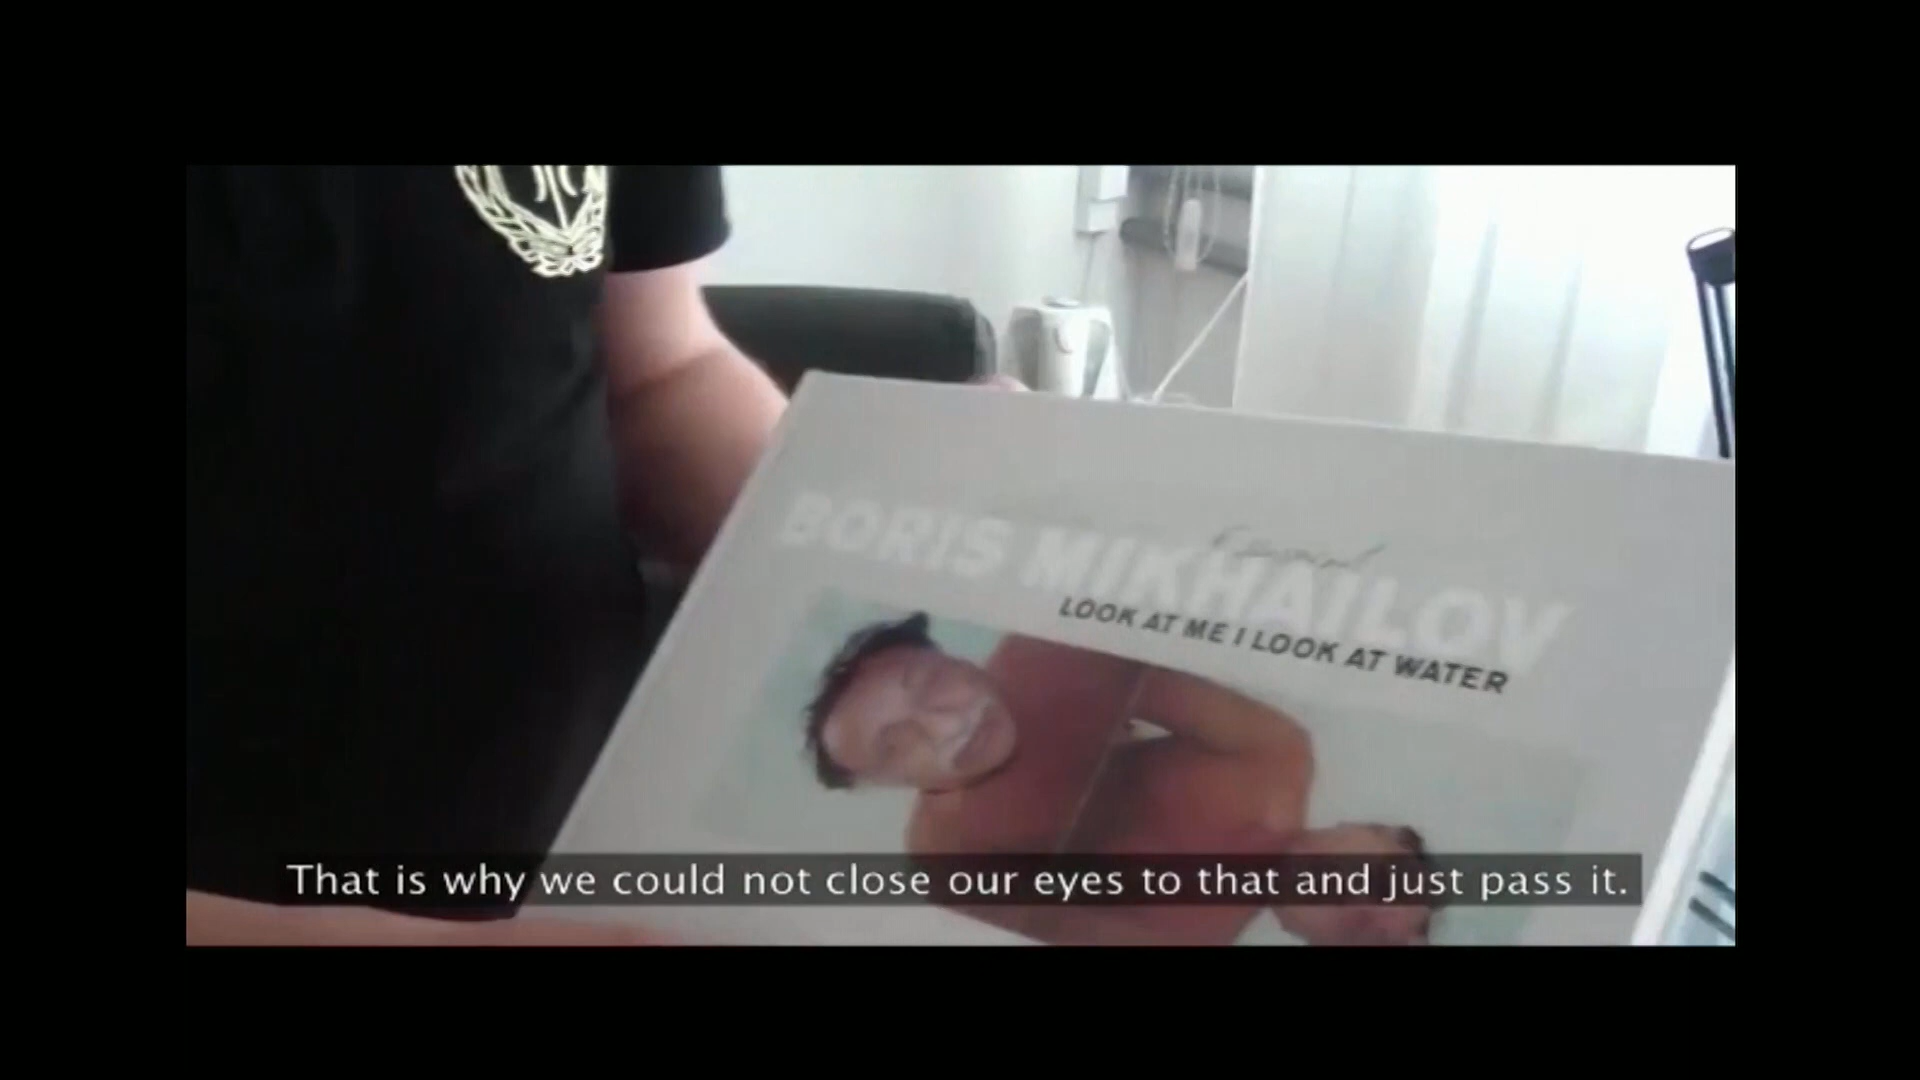 BORIS MIKHAILOV
LOOK AT ME I LOOK AT WATER
That is why we could not close our eyes to that and just pass it.